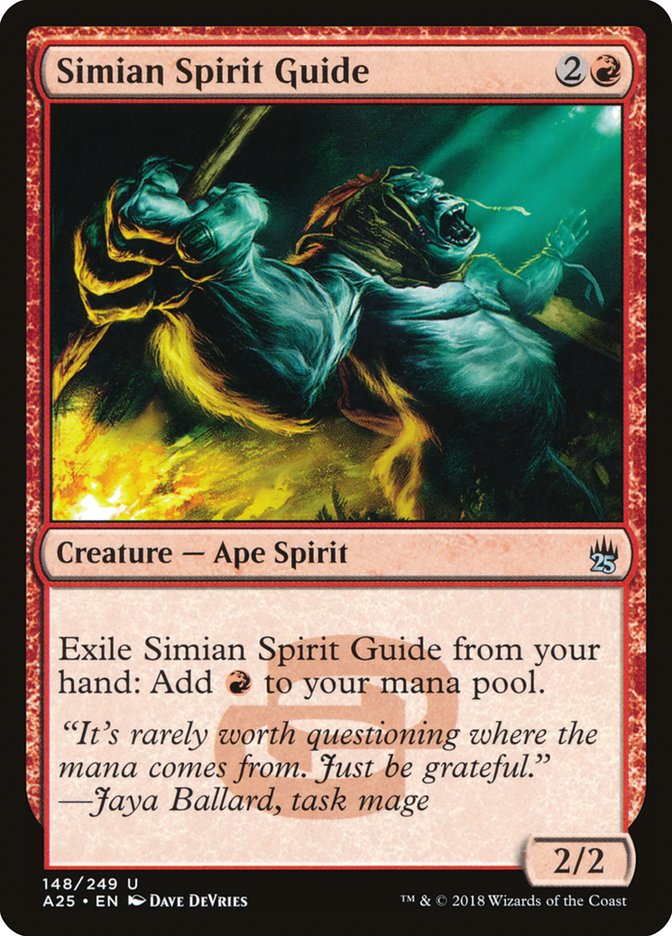 Simian Spirit Guide 2
Creature — Ape Spirit
25
Exile Simian Spirit Guide from your
hand: Add to your mana pool.
“It’s rarely worth questioning where the
mana comes from. Just be grateful.”
—Jaya Ballard, task mage
2/2
148/249 U
A25 • EN Dave DeVries
™ & © 2018 Wizards of the Coast